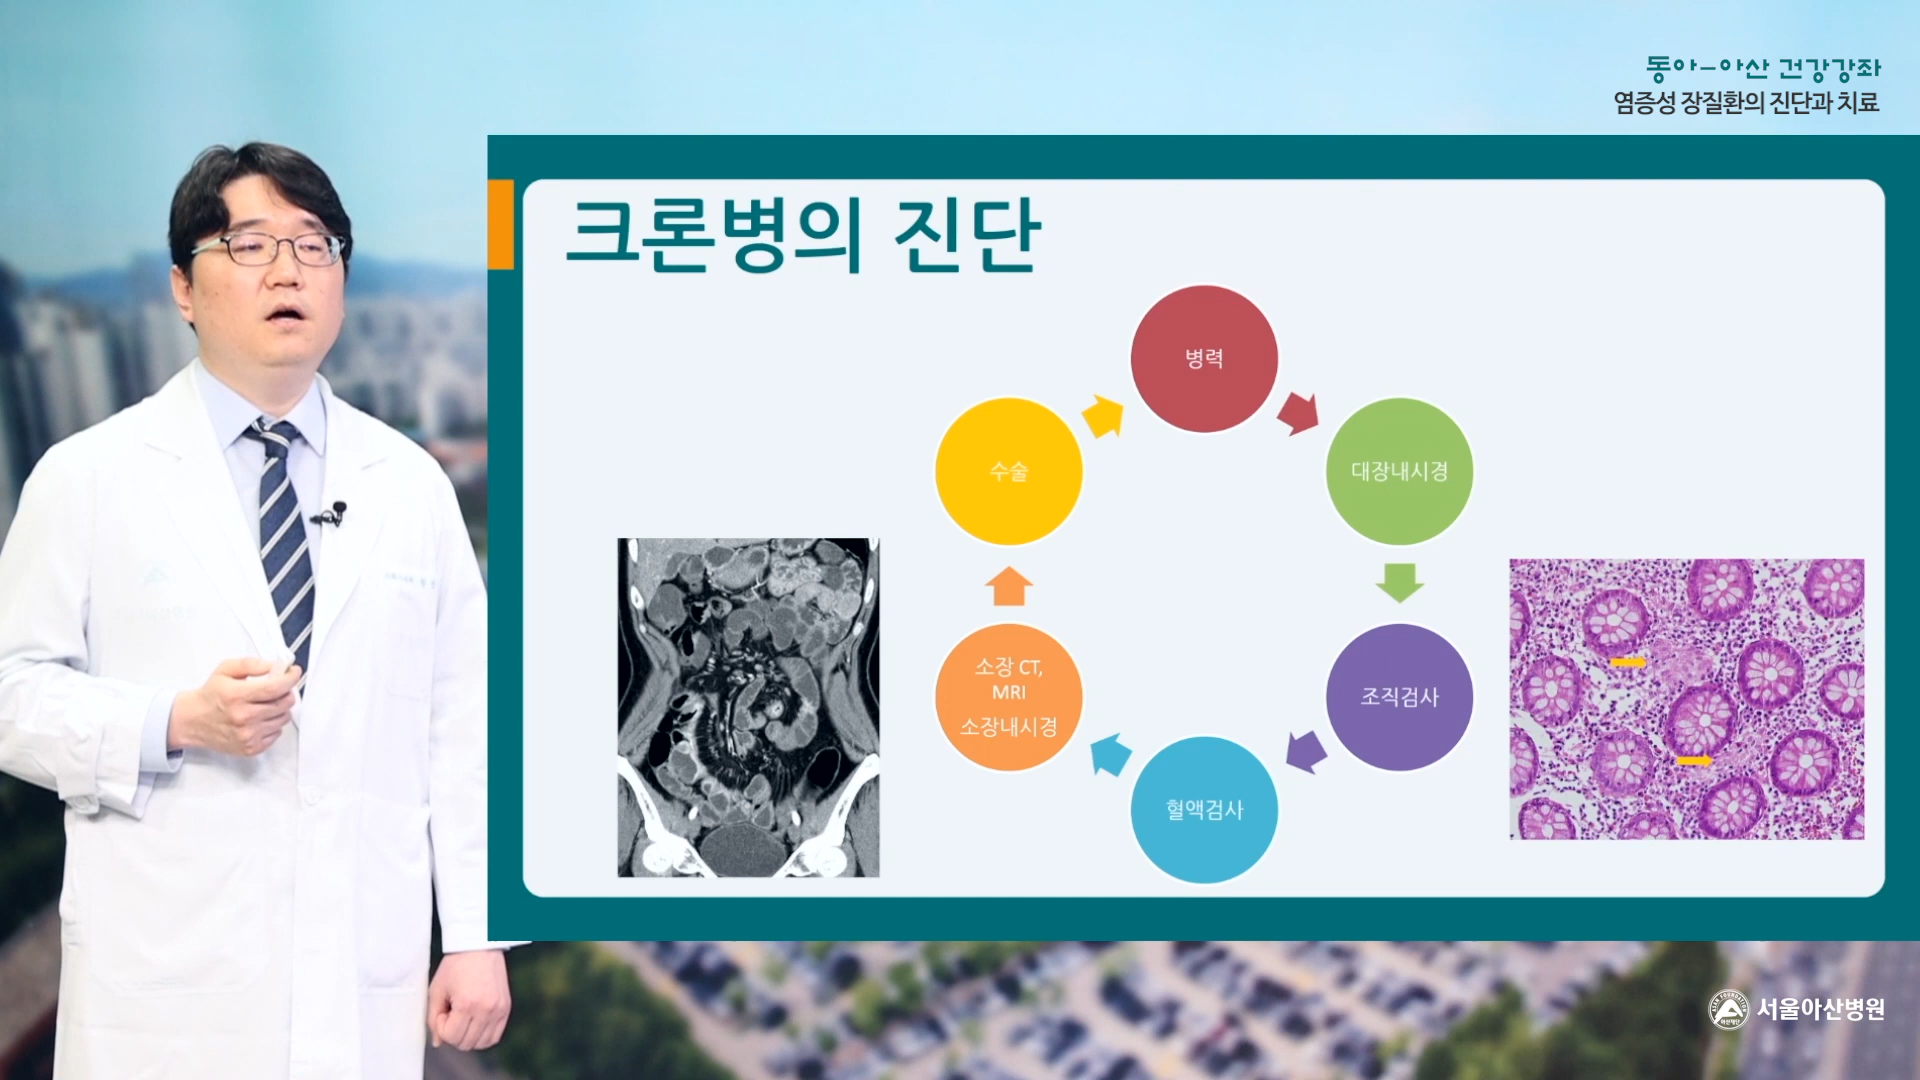 동아-아산 건강강좌
염증성 장질환의 진단과 치료
크론병의 진단
병력
대장내시경
조직검사
혈액검사
소장 CT,
MRI
소장내시경
수술
서울아산병원